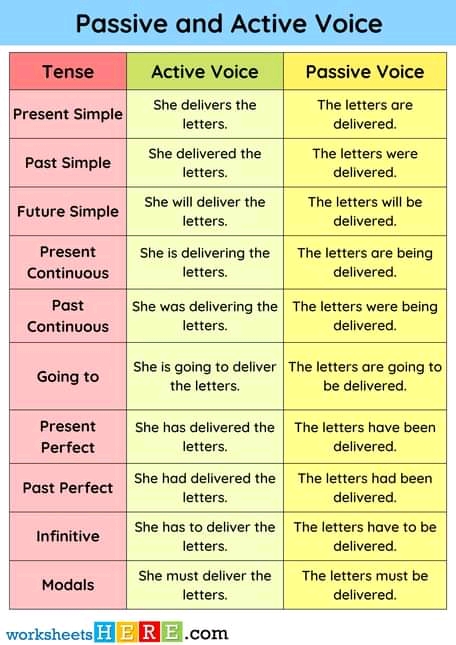 Passive and Active Voice
Tense
Active Voice
Passive Voice
Present Simple
She delivers the
letters.
The letters are
delivered.
Past Simple
She delivered the
letters.
The letters were
delivered.
Future Simple
She will deliver the
letters.
The letters will be
delivered.
Present
Continuous
She is delivering the
letters.
The letters are being
delivered.
Past
Continuous
She was delivering the
letters.
The letters were being
delivered.
Going to
She is going to deliver
the letters.
The letters are going to
be delivered.
Present
Perfect
She has delivered the
letters.
The letters have been
delivered.
Past Perfect
She had delivered the
letters.
The letters had been
delivered.
Infinitive
She has to deliver the
letters.
The letters have to be
delivered.
Modals
She must deliver the
letters.
The letters must be
delivered.
worksheetsHERE.com